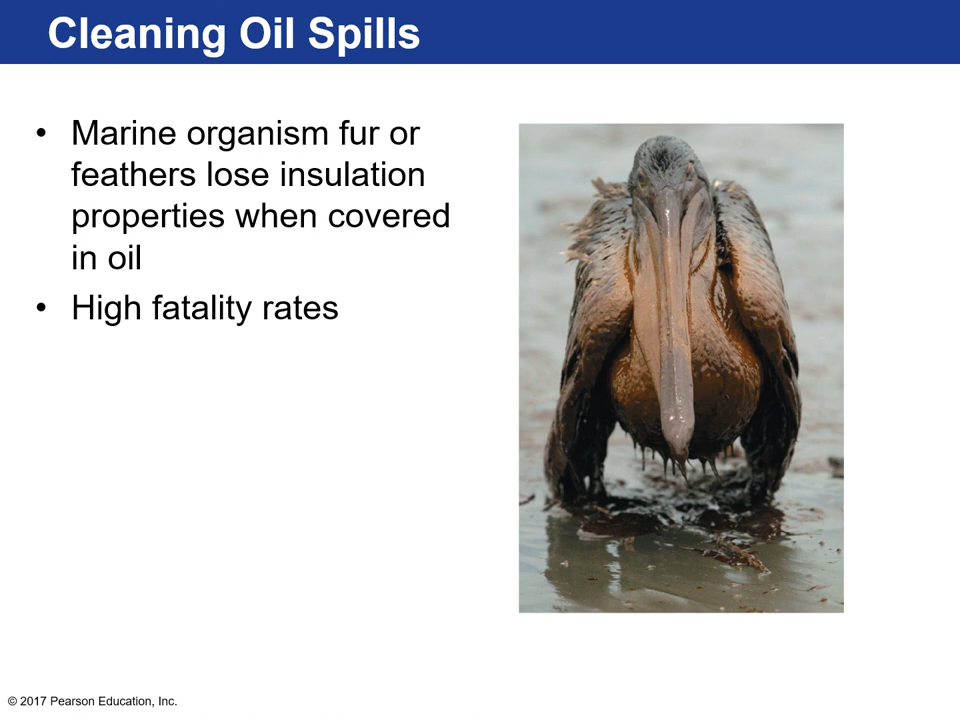 Cleaning Oil Spills
• Marine organism fur or
feathers lose insulation
properties when covered
in oil
• High fatality rates
© 2017 Pearson Education, Inc.